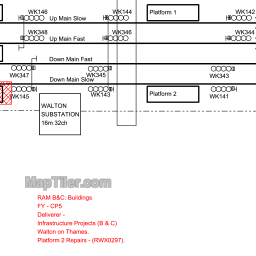 WK146
WK144
WK142
Up Main Slow
Platform 1
WK348
WK346
WK344
Up Main Fast
Down Main Fast
WK347
WK345
WK343
Down Main Slow
WK145
WK143
Platform 2
WK141
WALTON
SUBSTATION
16m 32ch
MapTiler.com
RAM B&C: Buildings
FY - CP5
Deliverer -
Infrastructure Projects (B & C)
Walton on Thames.
Platform 2 Repairs - (RWX0297).